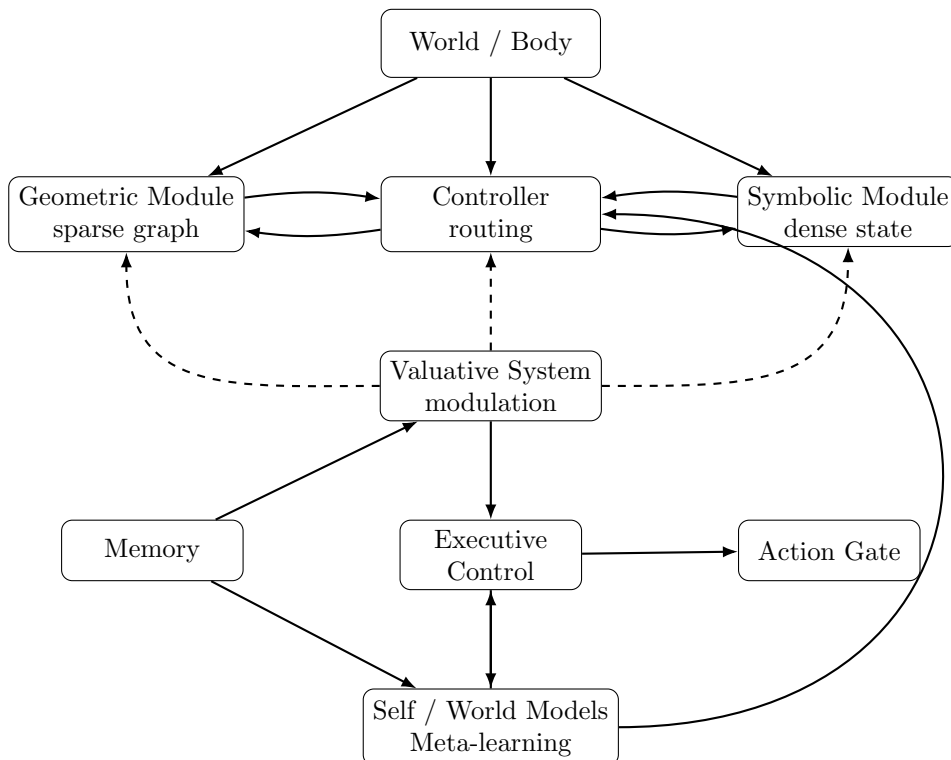 World / Body
Geometric Module
sparse graph
Controller
routing
Symbolic Module
dense state
Valuative System
modulation
Memory
Executive
Control
Action Gate
Self / World Models
Meta-learning